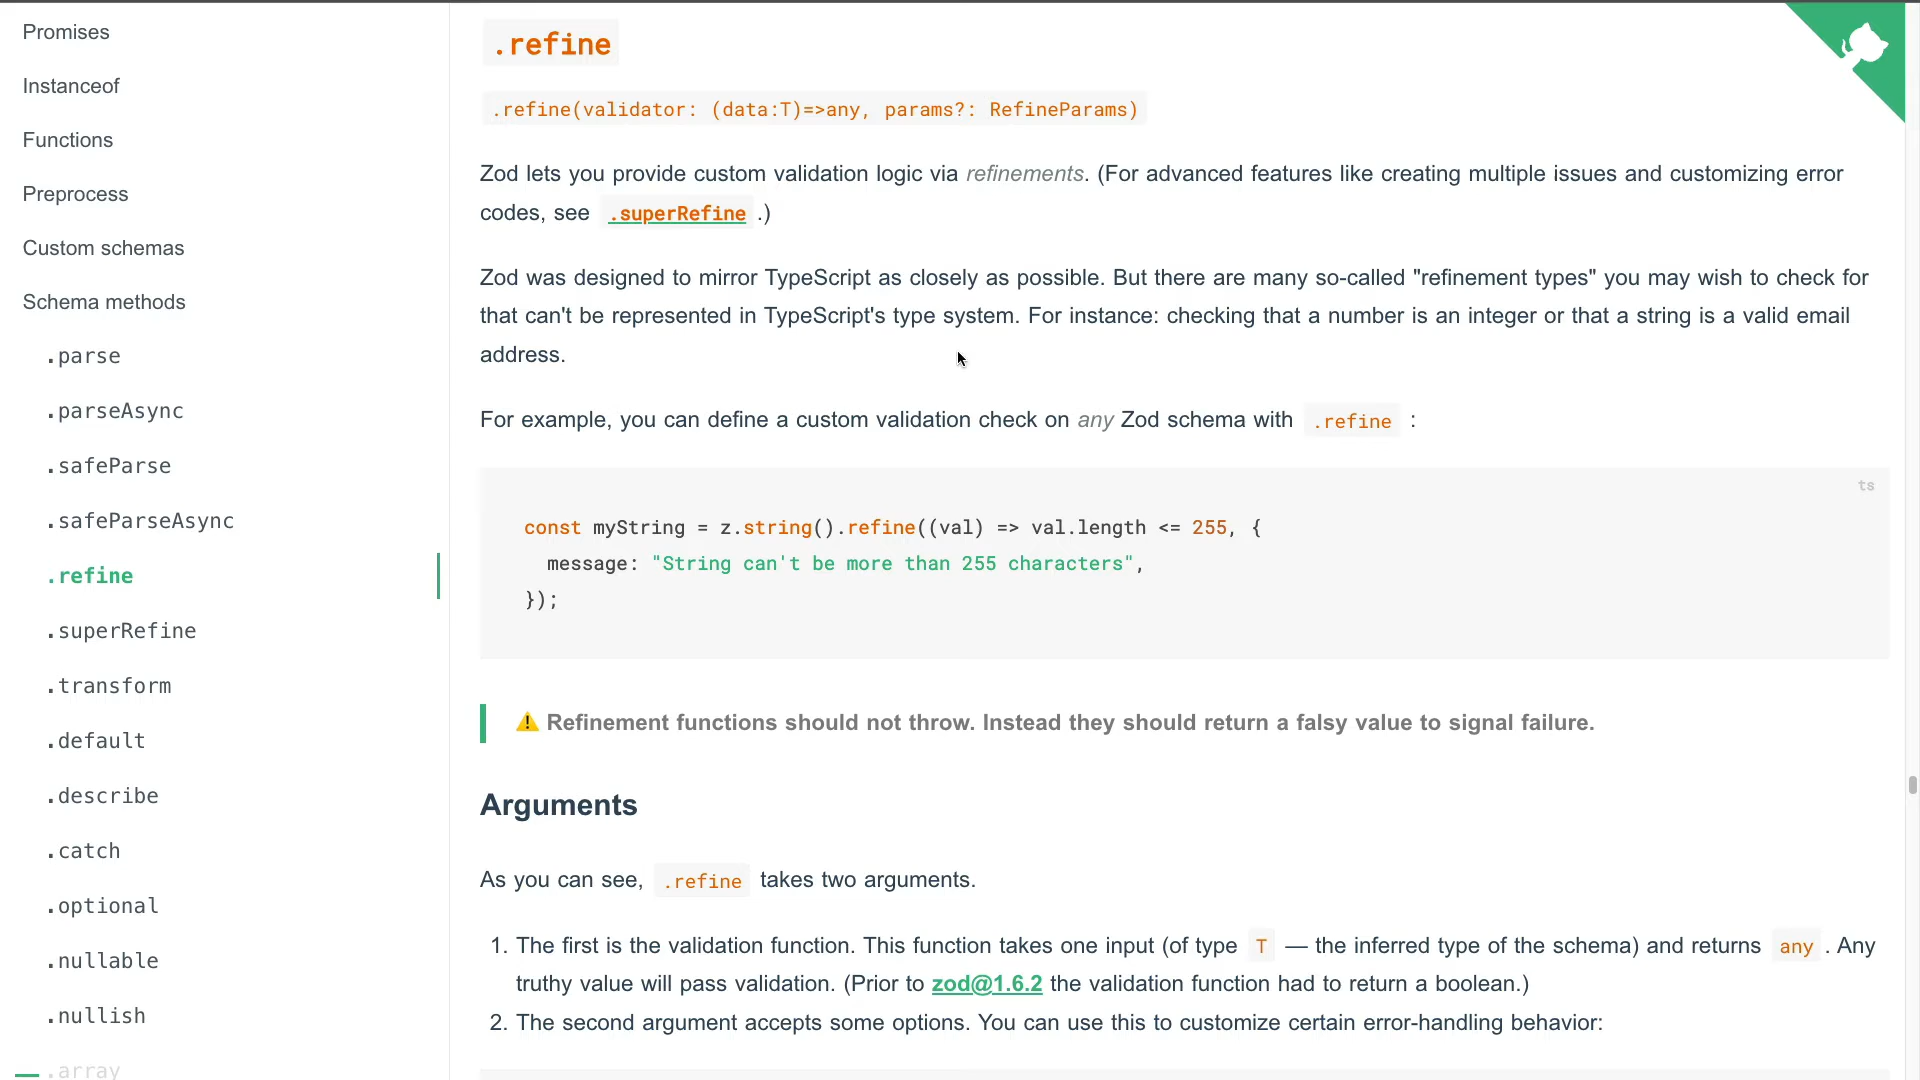 Promises
Instanceof
Functions
Preprocess
Custom schemas
Schema methods
.parse
.parseAsync
.safeParse
.safeParseAsync
.refine
.superRefine
.transform
.default
.describe
.catch
.optional
.nullable
.nullish
.array
.refine
.refine(validator: (data:T)=>any, params?: RefineParams)
Zod lets you provide custom validation logic via refinements. (For advanced features like creating multiple issues and customizing error
codes, see .superRefine .)
Zod was designed to mirror TypeScript as closely as possible. But there are many so-called "refinement types" you may wish to check for
that can't be represented in TypeScript's type system. For instance: checking that a number is an integer or that a string is a valid email
address.
For example, you can define a custom validation check on any Zod schema with .refine :
ts
const myString = z.string().refine((val) => val.length <= 255, {
  message: "String can't be more than 255 characters",
});
⚠️ Refinement functions should not throw. Instead they should return a falsy value to signal failure.
Arguments
As you can see, .refine takes two arguments.
1. The first is the validation function. This function takes one input (of type T — the inferred type of the schema) and returns any . Any
truthy value will pass validation. (Prior to zod@1.6.2 the validation function had to return a boolean.)
2. The second argument accepts some options. You can use this to customize certain error-handling behavior: